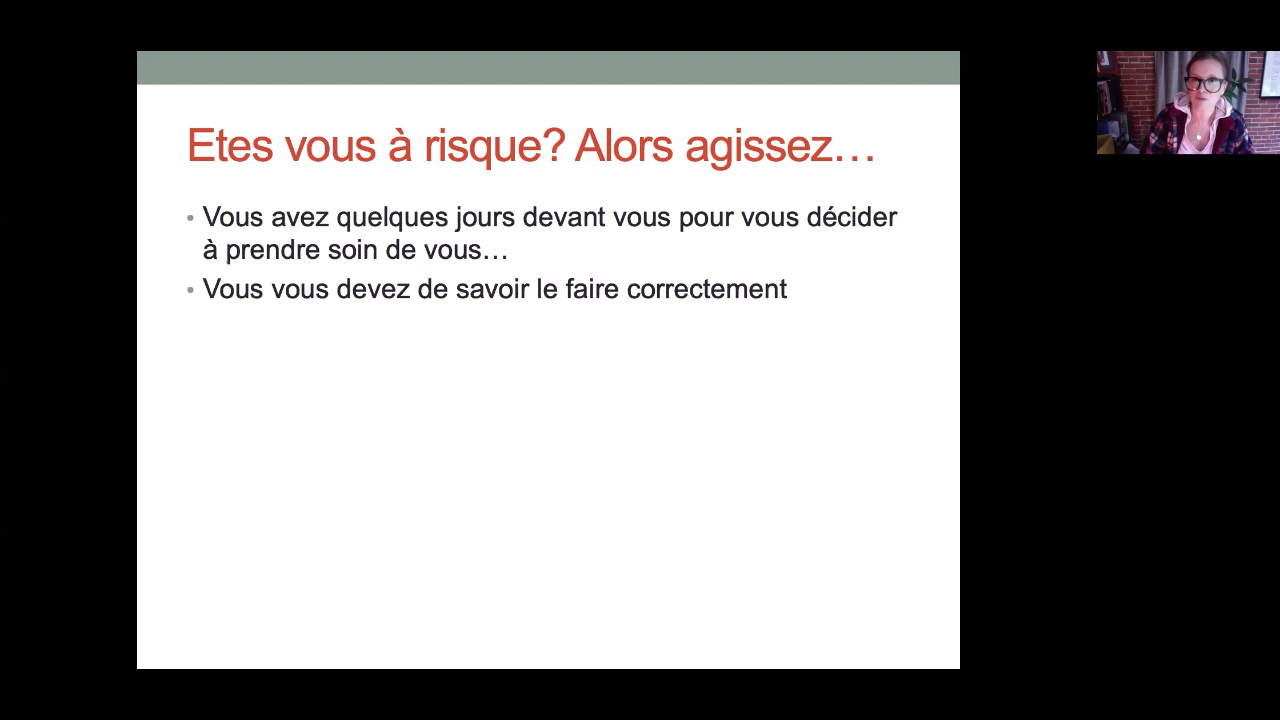 Etes vous à risque? Alors agissez…
• Vous avez quelques jours devant vous pour vous décider
à prendre soin de vous…
• Vous vous devez de savoir le faire correctement